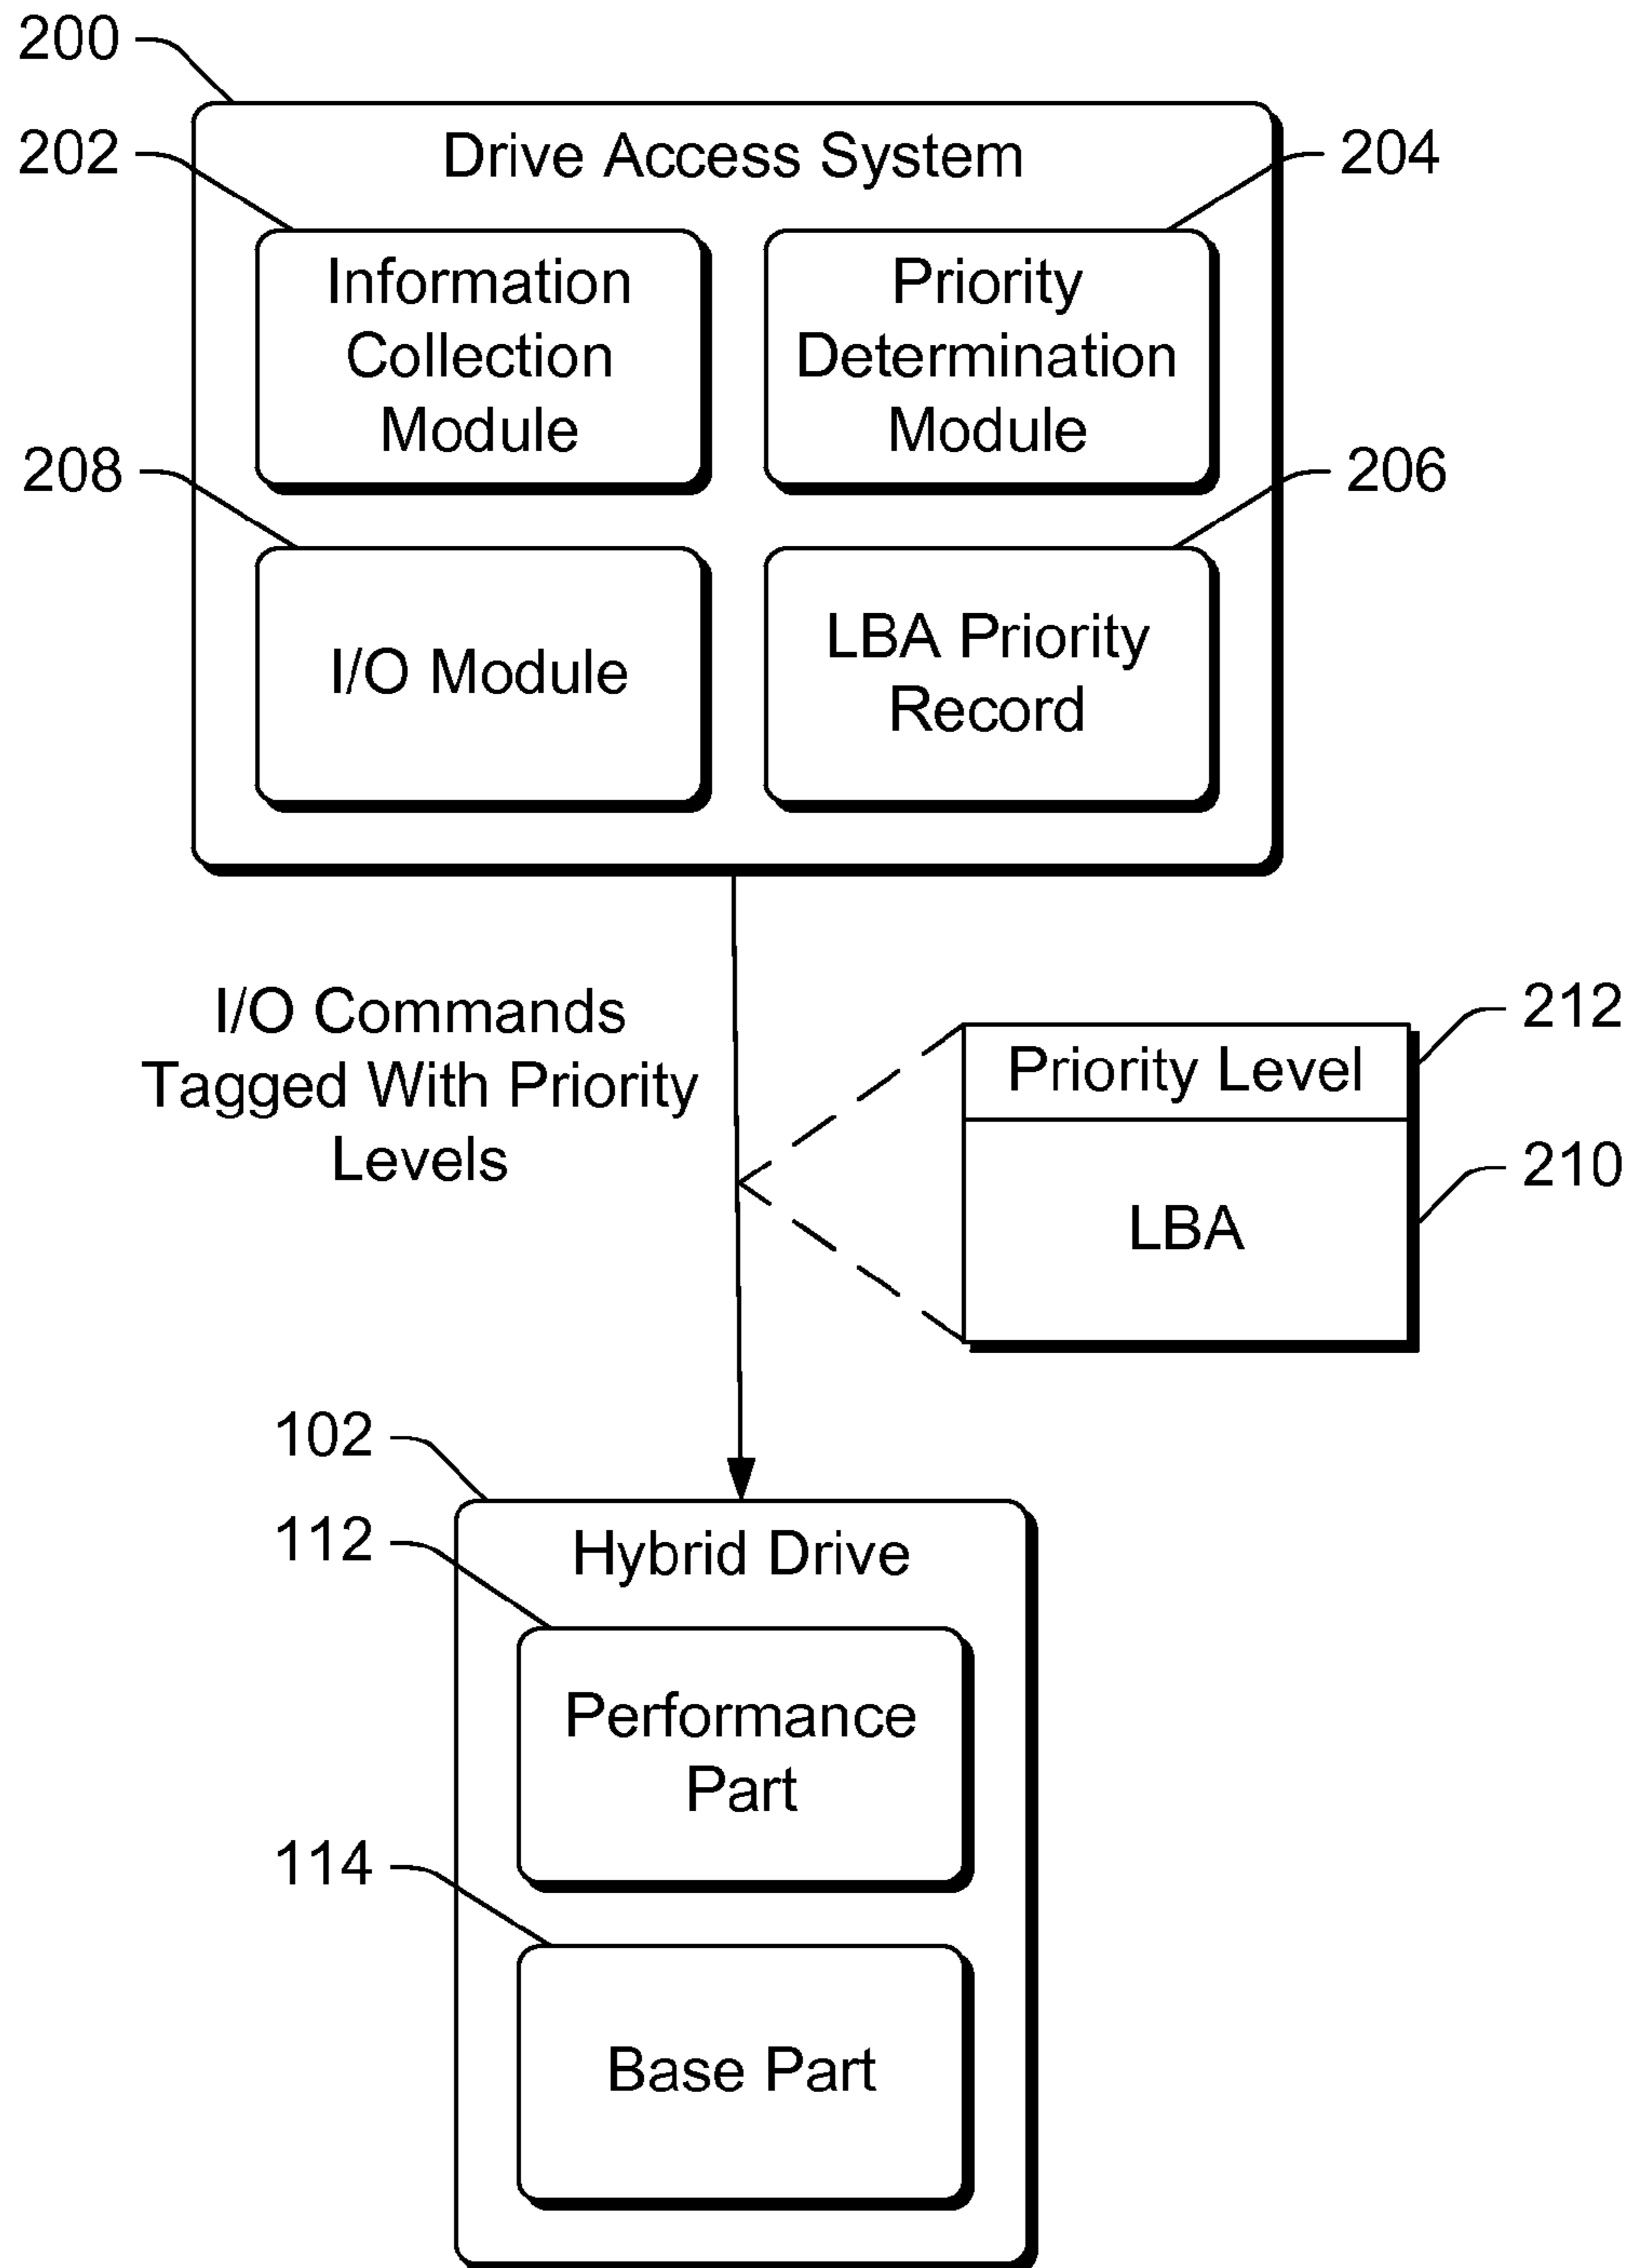 200
Drive Access System
202
204
Information
Collection
Module
Priority
Determination
Module
208
206
I/O Module
LBA Priority
Record
I/O Commands
Tagged With Priority
Levels
212
Priority Level
210
LBA
102
Hybrid Drive
112
Performance
Part
114
Base Part